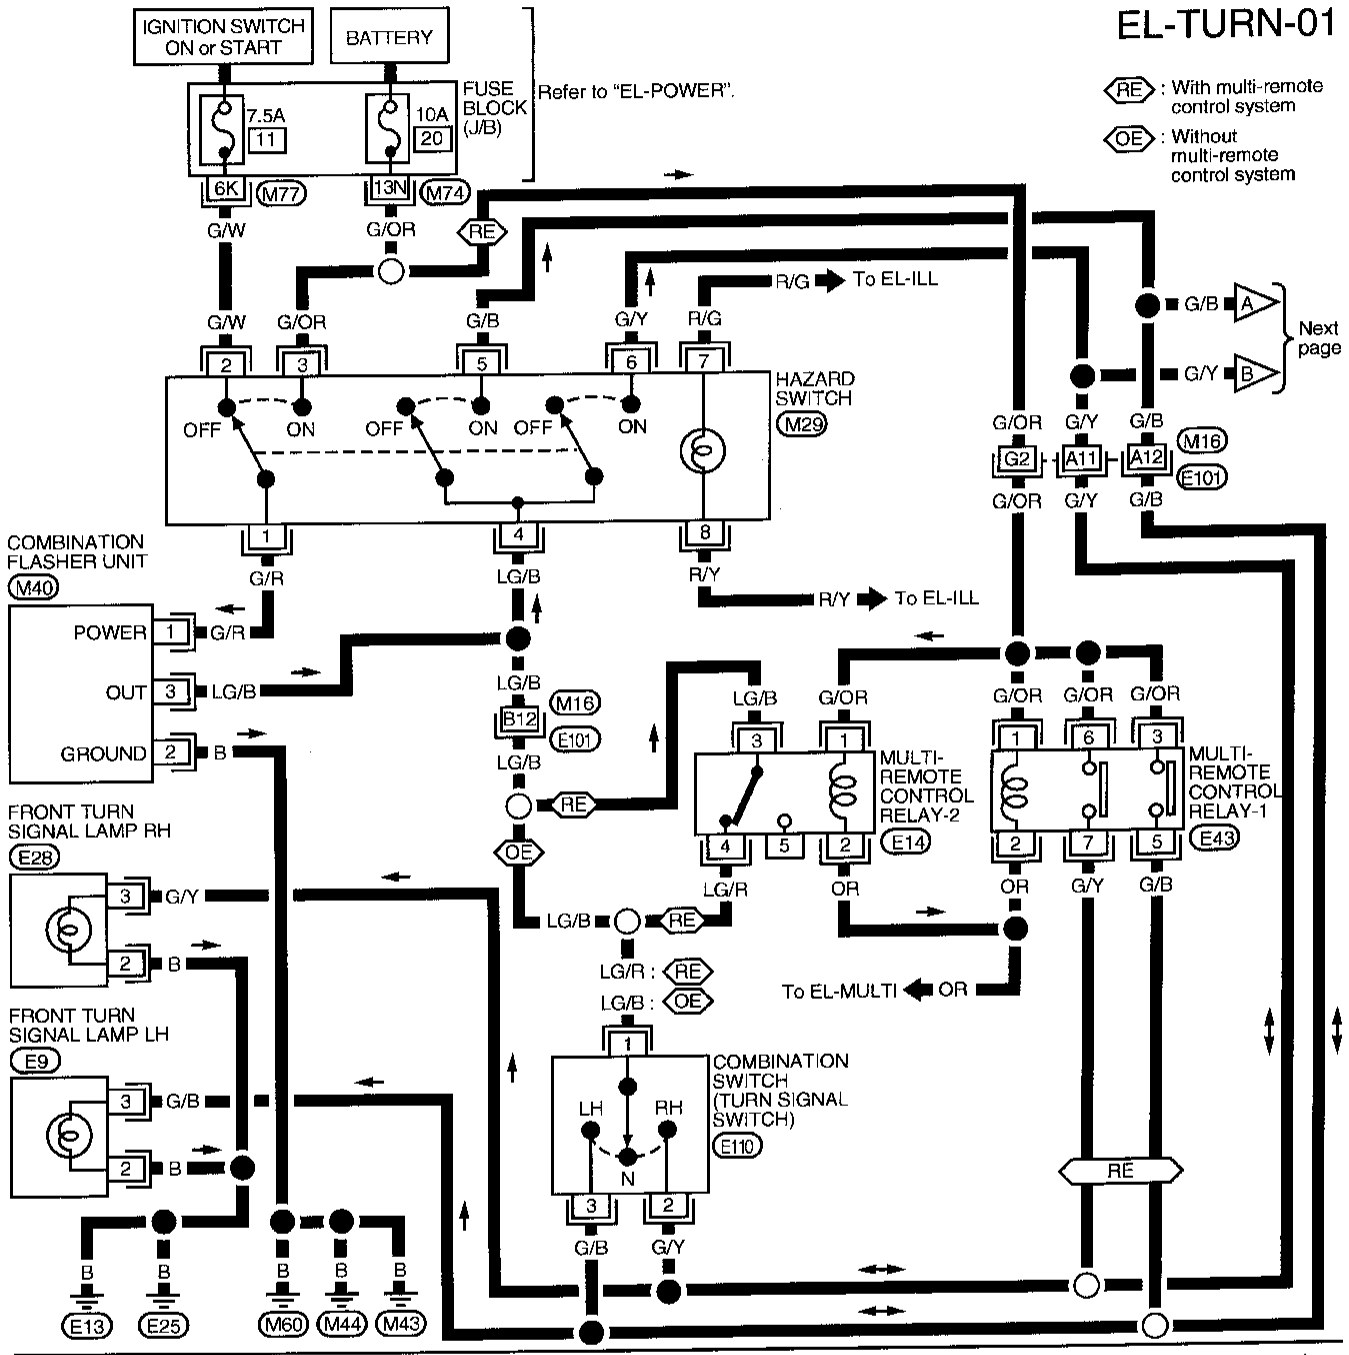 EL-TURN-01
IGNITION SWITCH
ON or START
BATTERY
7.5A
11
10A
20
FUSE
BLOCK
(J/B)
Refer to "EL-POWER".
RE : With multi-remote
control system
OE : Without
multi-remote
control system
6K
M77
13N
M74
G/W
G/OR
RE
R/G
To EL-ILL
G/B
A
G/Y
B
Next
page
G/W
G/OR
G/B
G/Y
R/G
2
3
5
6
7
HAZARD
SWITCH
M29
OFF
ON
OFF
ON
OFF
ON
G/OR
G/Y
G/B
G2
A11
A12
M16
E101
G/OR
G/Y
G/B
1
4
8
G/R
LG/B
R/Y
R/Y
To EL-ILL
COMBINATION
FLASHER UNIT
M40
POWER
1
G/R
OUT
3
LG/B
GROUND
2
B
LG/B
B12
M16
E101
LG/B
RE
OE
LG/B
G/OR
3
1
4
5
2
MULTI-
REMOTE
CONTROL
RELAY-2
E14
G/OR
G/OR
G/OR
1
6
3
2
7
5
MULTI-
REMOTE
CONTROL
RELAY-1
E43
LG/R
OR
OR
G/Y
G/B
FRONT TURN
SIGNAL LAMP RH
E28
3
G/Y
2
B
LG/B
RE
LG/R : RE
LG/B : OE
To EL-MULTI
OR
FRONT TURN
SIGNAL LAMP LH
E9
3
G/B
2
B
1
COMBINATION
SWITCH
(TURN SIGNAL
SWITCH)
E110
LH
RH
N
3
2
G/B
G/Y
RE
B
B
B
B
B
E13
E25
M60
M44
M43